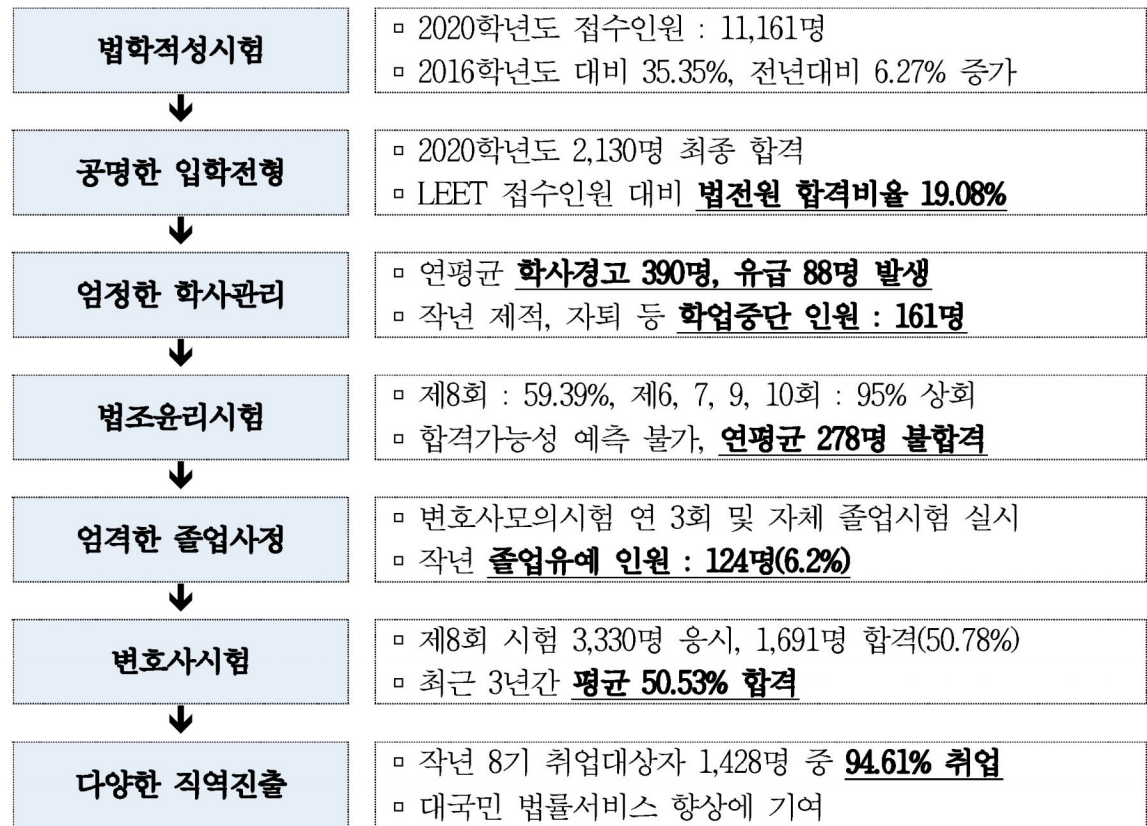 법학적성시험
▫ 2020학년도 접수인원 : 11,161명
▫ 2016학년도 대비 35.35%, 전년대비 6.27% 증가
공명한 입학전형
▫ 2020학년도 2,130명 최종 합격
▫ LEET 접수인원 대비 법전원 합격비율 19.08%
엄정한 학사관리
▫ 연평균 학사경고 390명, 유급 88명 발생
▫ 작년 제적, 자퇴 등 학업중단 인원 : 161명
법조윤리시험
▫ 제8회 : 59.39%, 제6, 7, 9, 10회 : 95% 상회
▫ 합격가능성 예측 불가, 연평균 278명 불합격
엄격한 졸업사정
▫ 변호사모의시험 연 3회 및 자체 졸업시험 실시
▫ 작년 졸업유예 인원 : 124명(6.2%)
변호사시험
▫ 제8회 시험 3,330명 응시, 1,691명 합격(50.78%)
▫ 최근 3년간 평균 50.53% 합격
다양한 직역진출
▫ 작년 8기 취업대상자 1,428명 중 94.61% 취업
▫ 대국민 법률서비스 향상에 기여